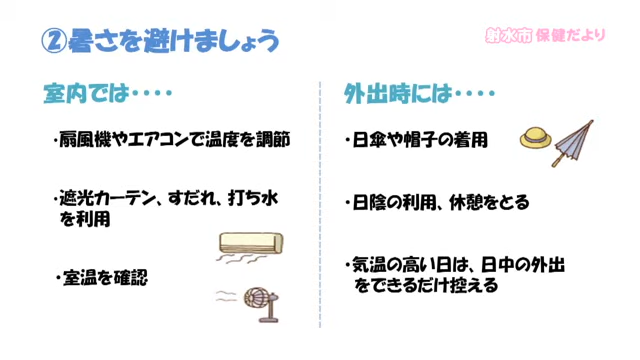 ②暑さを避けましょう
射水市 保健だより
室内では・・・・
・扇風機やエアコンで温度を調節
・遮光カーテン、すだれ、打ち水
を利用
・室温を確認
外出時には・・・・
・日傘や帽子の着用
・日陰の利用、休憩をとる
・気温の高い日は、日中の外出
をできるだけ控える